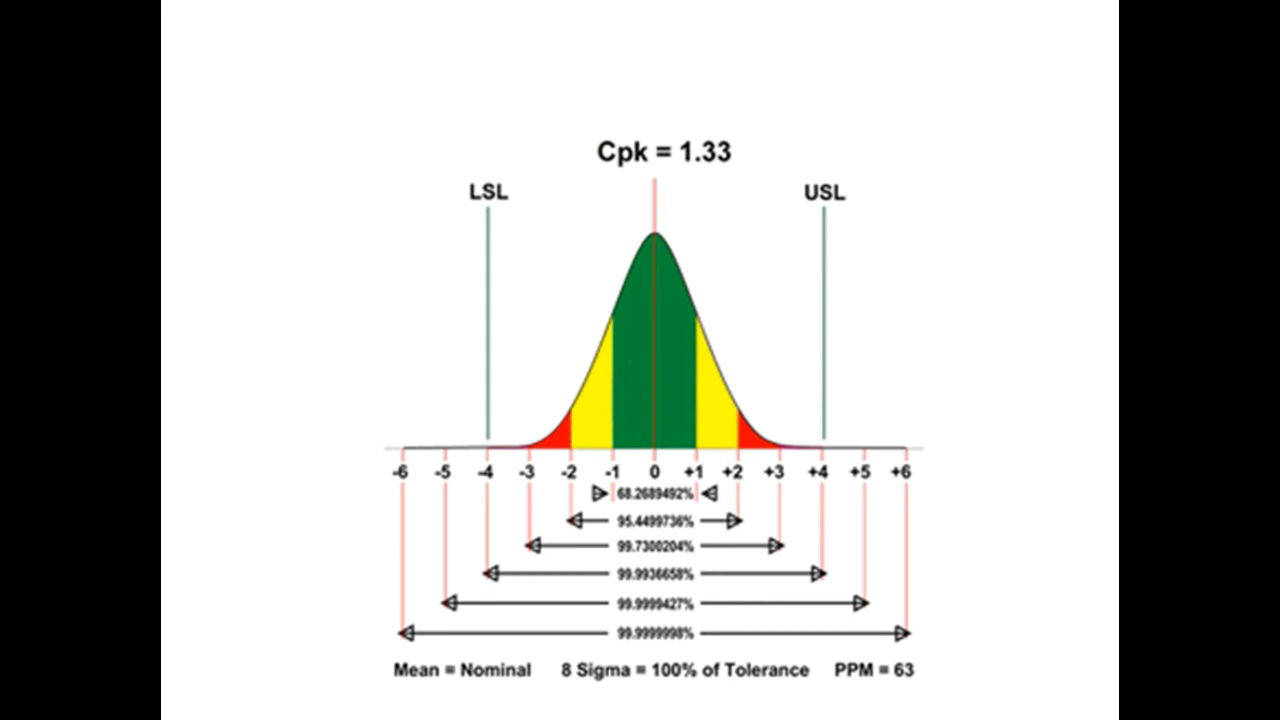 Cpk = 1.33
LSL USL
-6 -5 -4 -3 -2 -1 0 +1 +2 +3 +4 +5 +6
68.2689492%
95.4499736%
99.7300204%
99.9936658%
99.9999427%
99.9999998%
Mean = Nominal 8 Sigma = 100% of Tolerance PPM = 63